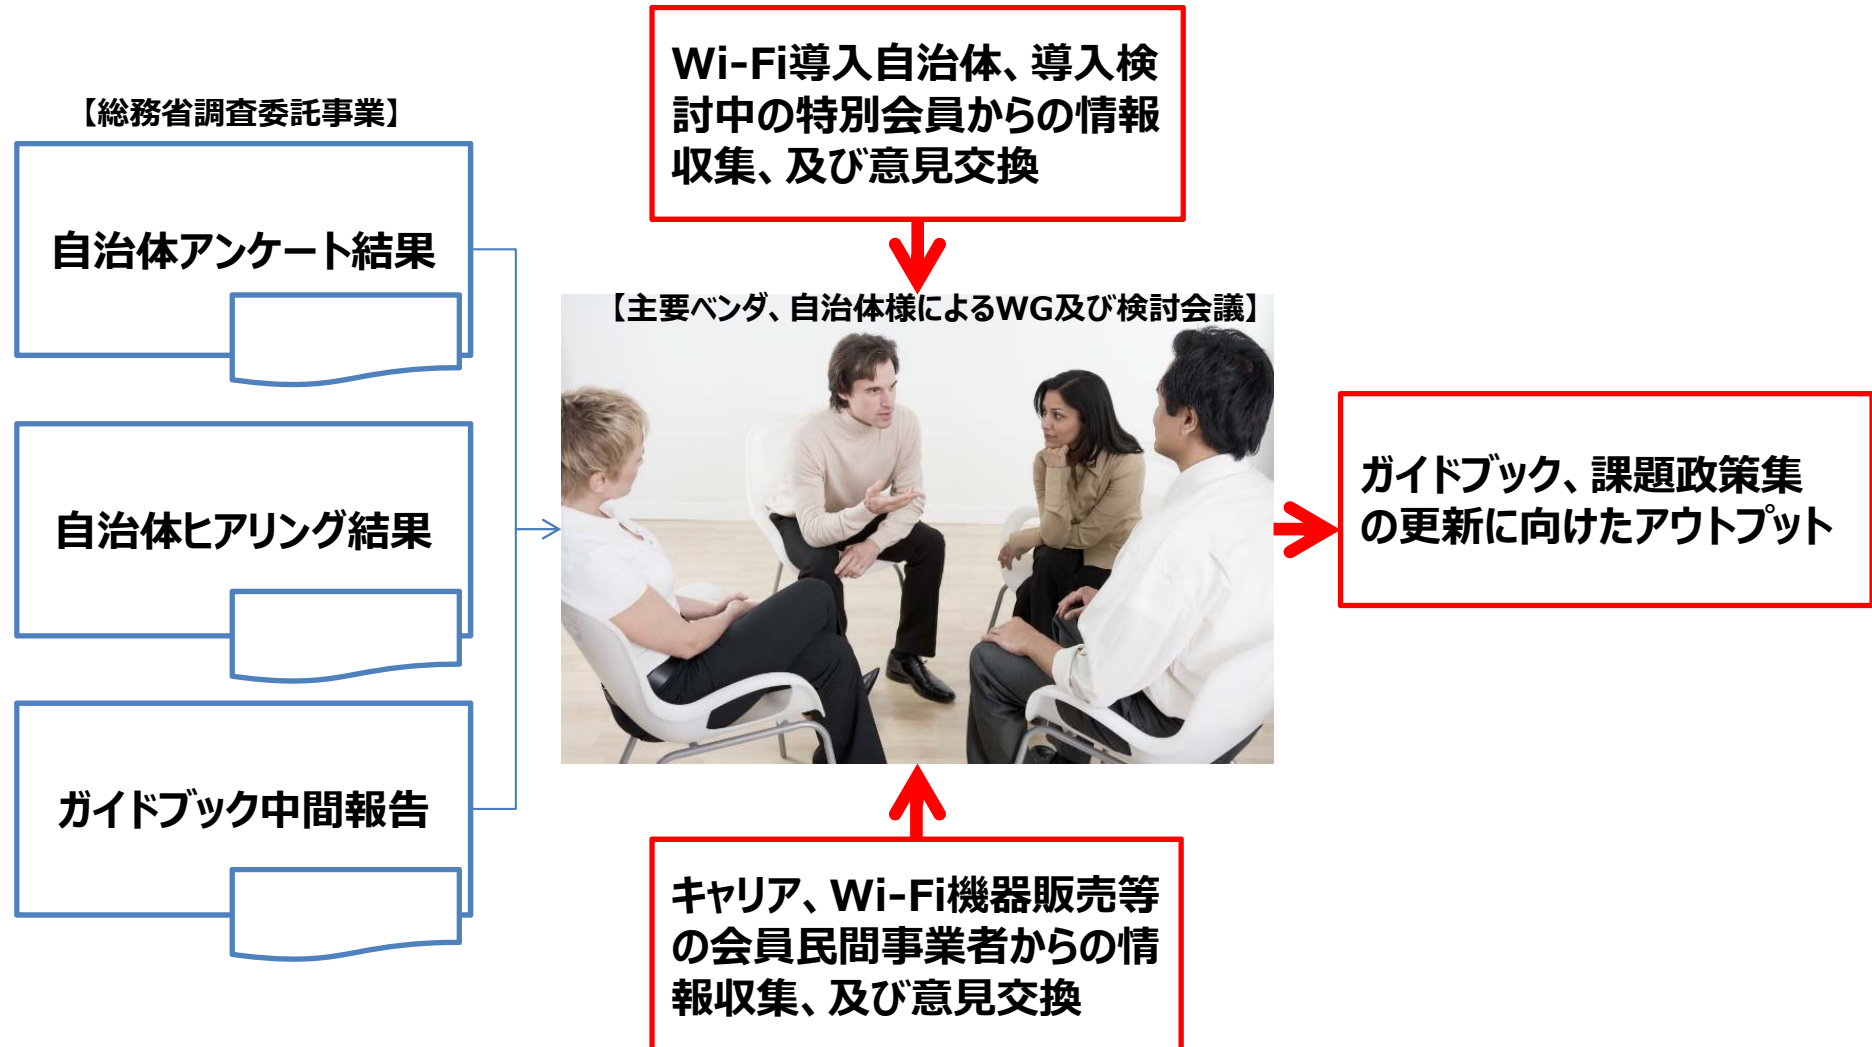 【総務省調査委託事業】
自治体アンケート結果
自治体ヒアリング結果
ガイドブック中間報告
Wi-Fi導入自治体、導入検
討中の特別会員からの情報
収集、及び意見交換
【主要ベンダ、自治体様によるWG及び検討会議】
キャリア、Wi-Fi機器販売等
の会員民間事業者からの情
報収集、及び意見交換
ガイドブック、課題政策集
の更新に向けたアウトプット